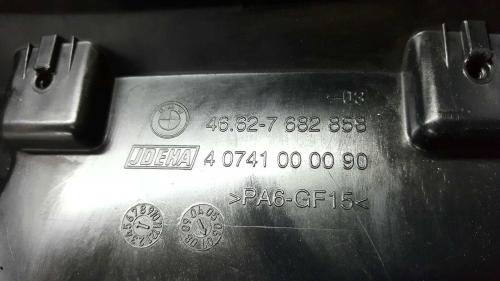 03
46.62-7 682 858
JDEHA 4 0741 00 00 90
>PA6-GF15<